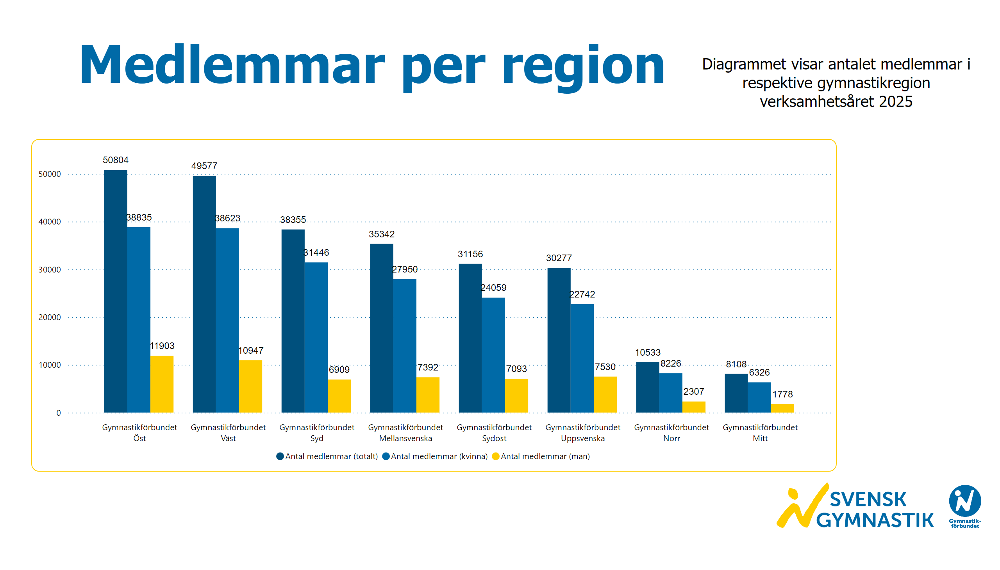 Medlemmar per region
Diagrammet visar antalet medlemmar i
respektive gymnastikregion
verksamhetsåret 2025
50804
49577
50000
38835
38623
38355
40000
35342
31446
31156
30277
27950
30000
24059
22742
20000
11903
10947
10533
10000
6909
7392
7093
7530
8226
8108
6326
2307
1778
0
Gymnastikförbundet
Öst
Gymnastikförbundet
Väst
Gymnastikförbundet
Syd
Gymnastikförbundet
Mellansvenska
Gymnastikförbundet
Sydost
Gymnastikförbundet
Uppsvenska
Gymnastikförbundet
Norr
Gymnastikförbundet
Mitt
Antal medlemmar (totalt) Antal medlemmar (kvinna) Antal medlemmar (man)
SVENSK
GYMNASTIK
Gymnastik-
förbundet